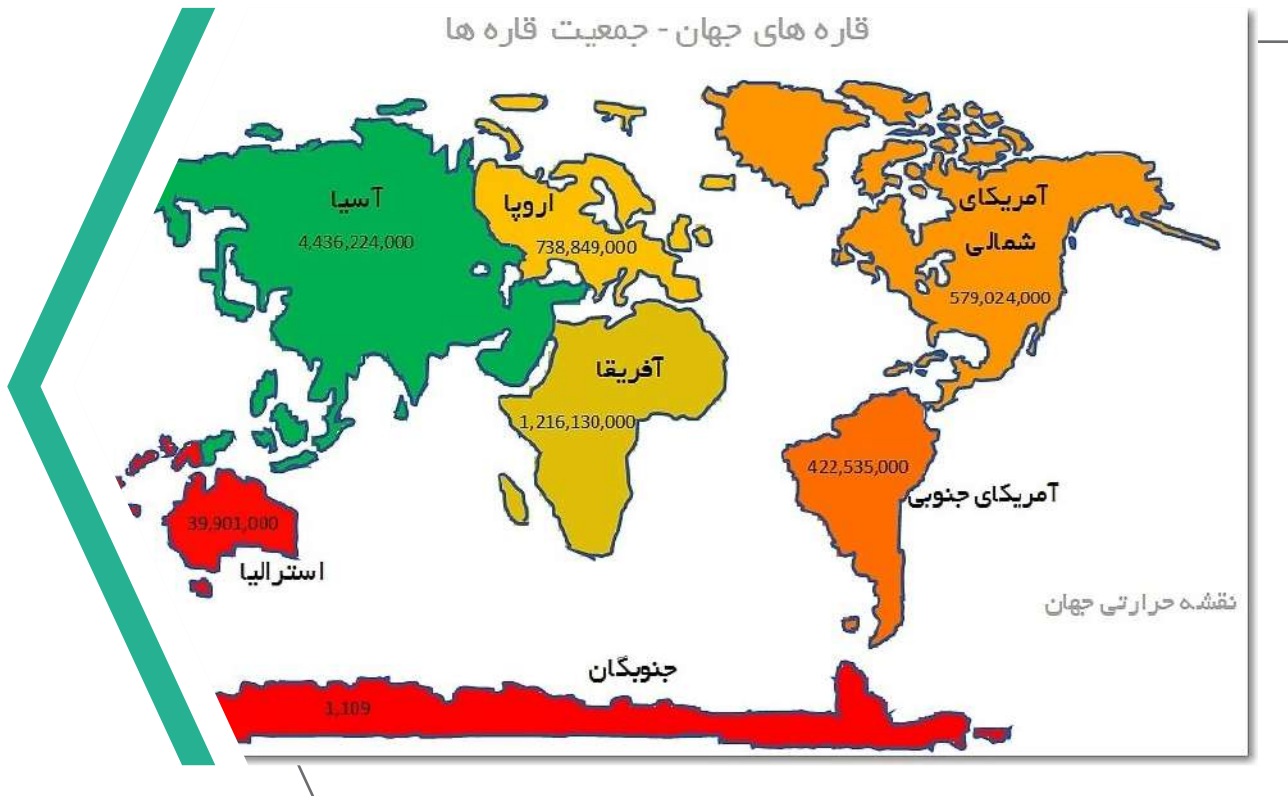 قاره های جهان - جمعیت قاره ها
آسیا
4,436,224,000
اروپا
738,849,000
آمریکای
شمالی
579,024,000
آفریقا
1,216,130,000
422,535,000
آمریکای جنوبی
39,901,000
استرالیا
نقشه حرارتی جهان
جنوبگان
1,109